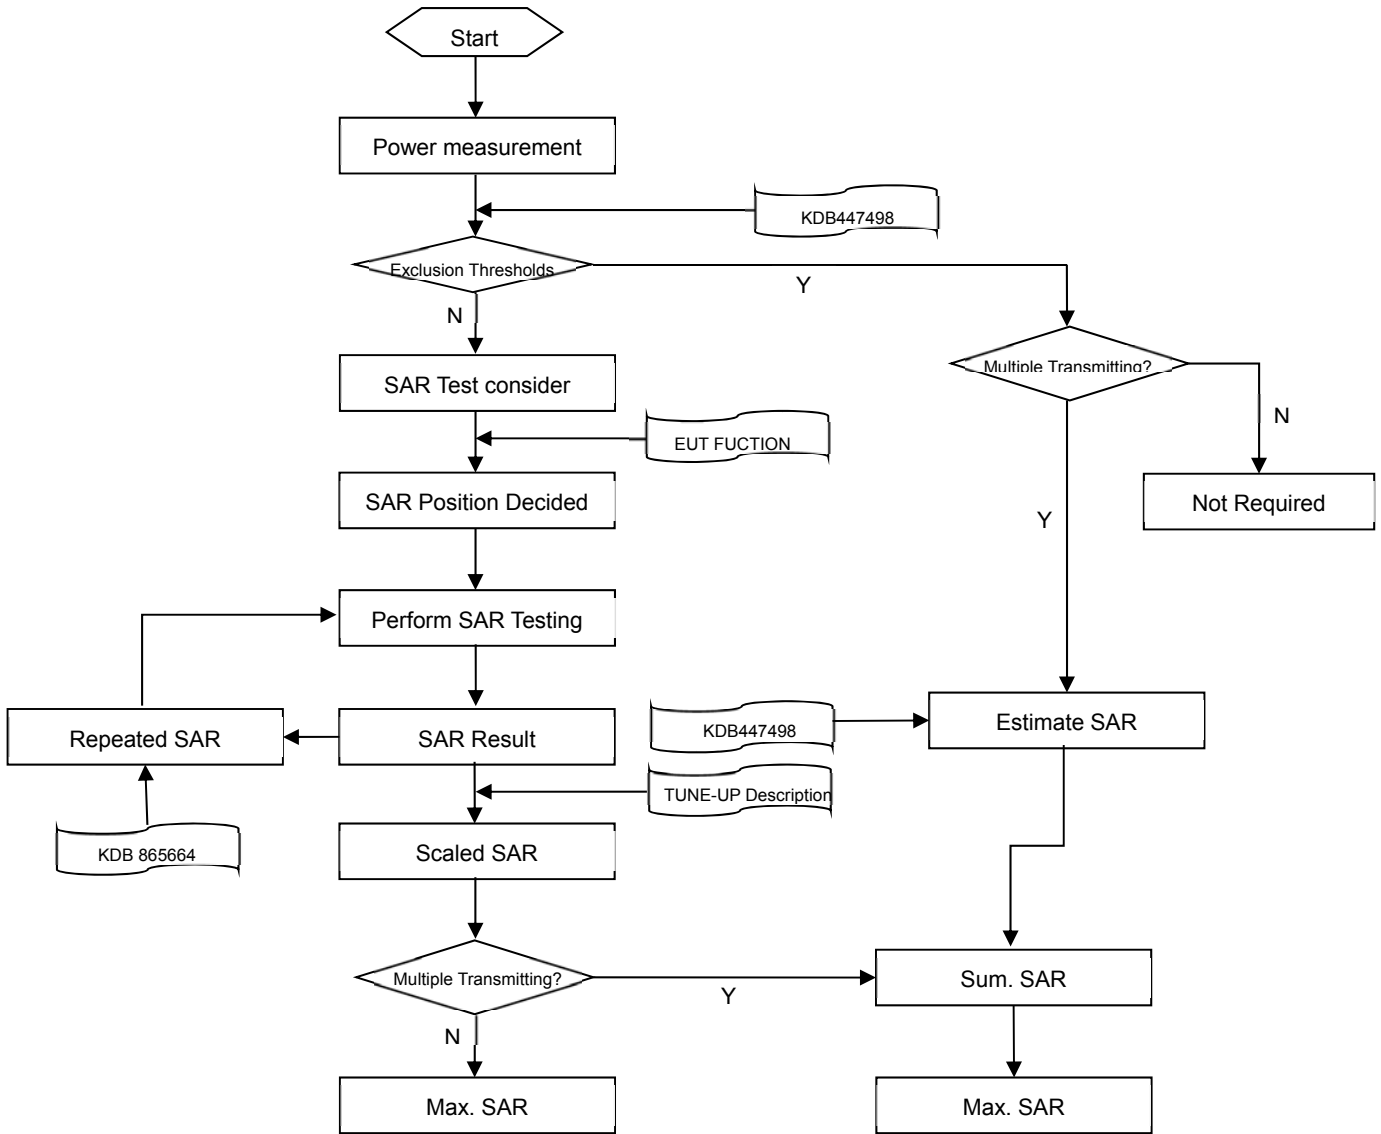 Start
Power measurement
KDB447498
Exclusion Thresholds
Y
N
Multiple Transmitting?
SAR Test consider
N
EUT FUCTION
SAR Position Decided
Not Required
Y
Perform SAR Testing
Repeated SAR
SAR Result
KDB447498
Estimate SAR
TUNE-UP Description
KDB 865664
Scaled SAR
Multiple Transmitting?
Y
Sum. SAR
N
Max. SAR
Max. SAR